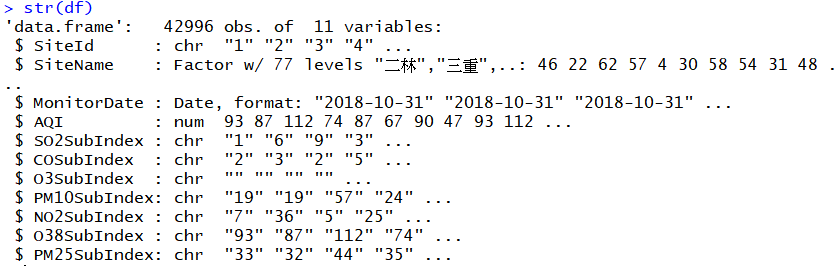 > str(df)
'data.frame':   42996 obs. of  11 variables:
 $ SiteId      : chr  "1" "2" "3" "4" ...
 $ SiteName    : Factor w/ 77 levels "二林","三重",..: 46 22 62 57 4 30 58 54 31 48 .
..
 $ MonitorDate : Date, format: "2018-10-31" "2018-10-31" "2018-10-31" ...
 $ AQI         : num  93 87 112 74 87 67 90 47 93 112 ...
 $ SO2SubIndex : chr  "1" "6" "9" "3" ...
 $ COSubIndex  : chr  "2" "3" "2" "5" ...
 $ O3SubIndex  : chr  "" "" "" "" ...
 $ PM10SubIndex: chr  "19" "19" "57" "24" ...
 $ NO2SubIndex : chr  "7" "36" "5" "25" ...
 $ O38SubIndex : chr  "93" "87" "112" "74" ...
 $ PM25SubIndex: chr  "33" "32" "44" "35" ...